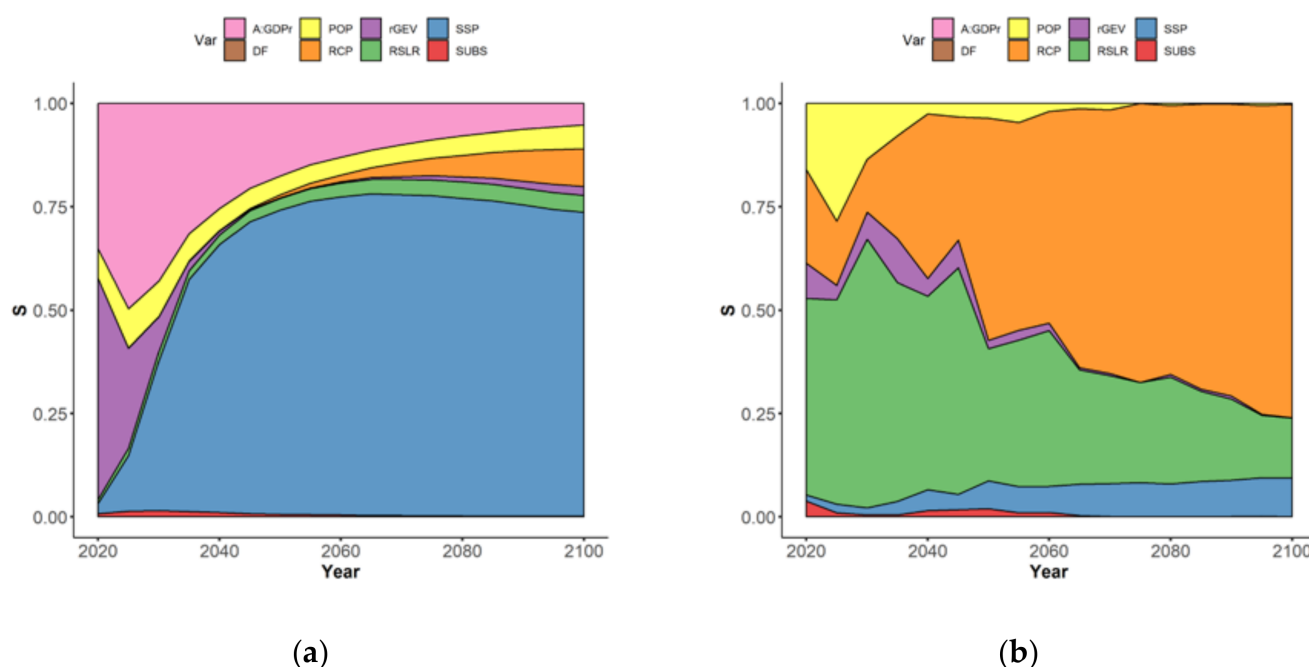 Var A:GDPr POP rGEV SSP
DF RCP RSLR SUBS
1.00
0.75
0.50
0.25
0.00
S
2020 2040 2060 2080 2100
Year
(a)
Var A:GDPr POP rGEV SSP
DF RCP RSLR SUBS
1.00
0.75
0.50
0.25
0.00
S
2020 2040 2060 2080 2100
Year
(b)